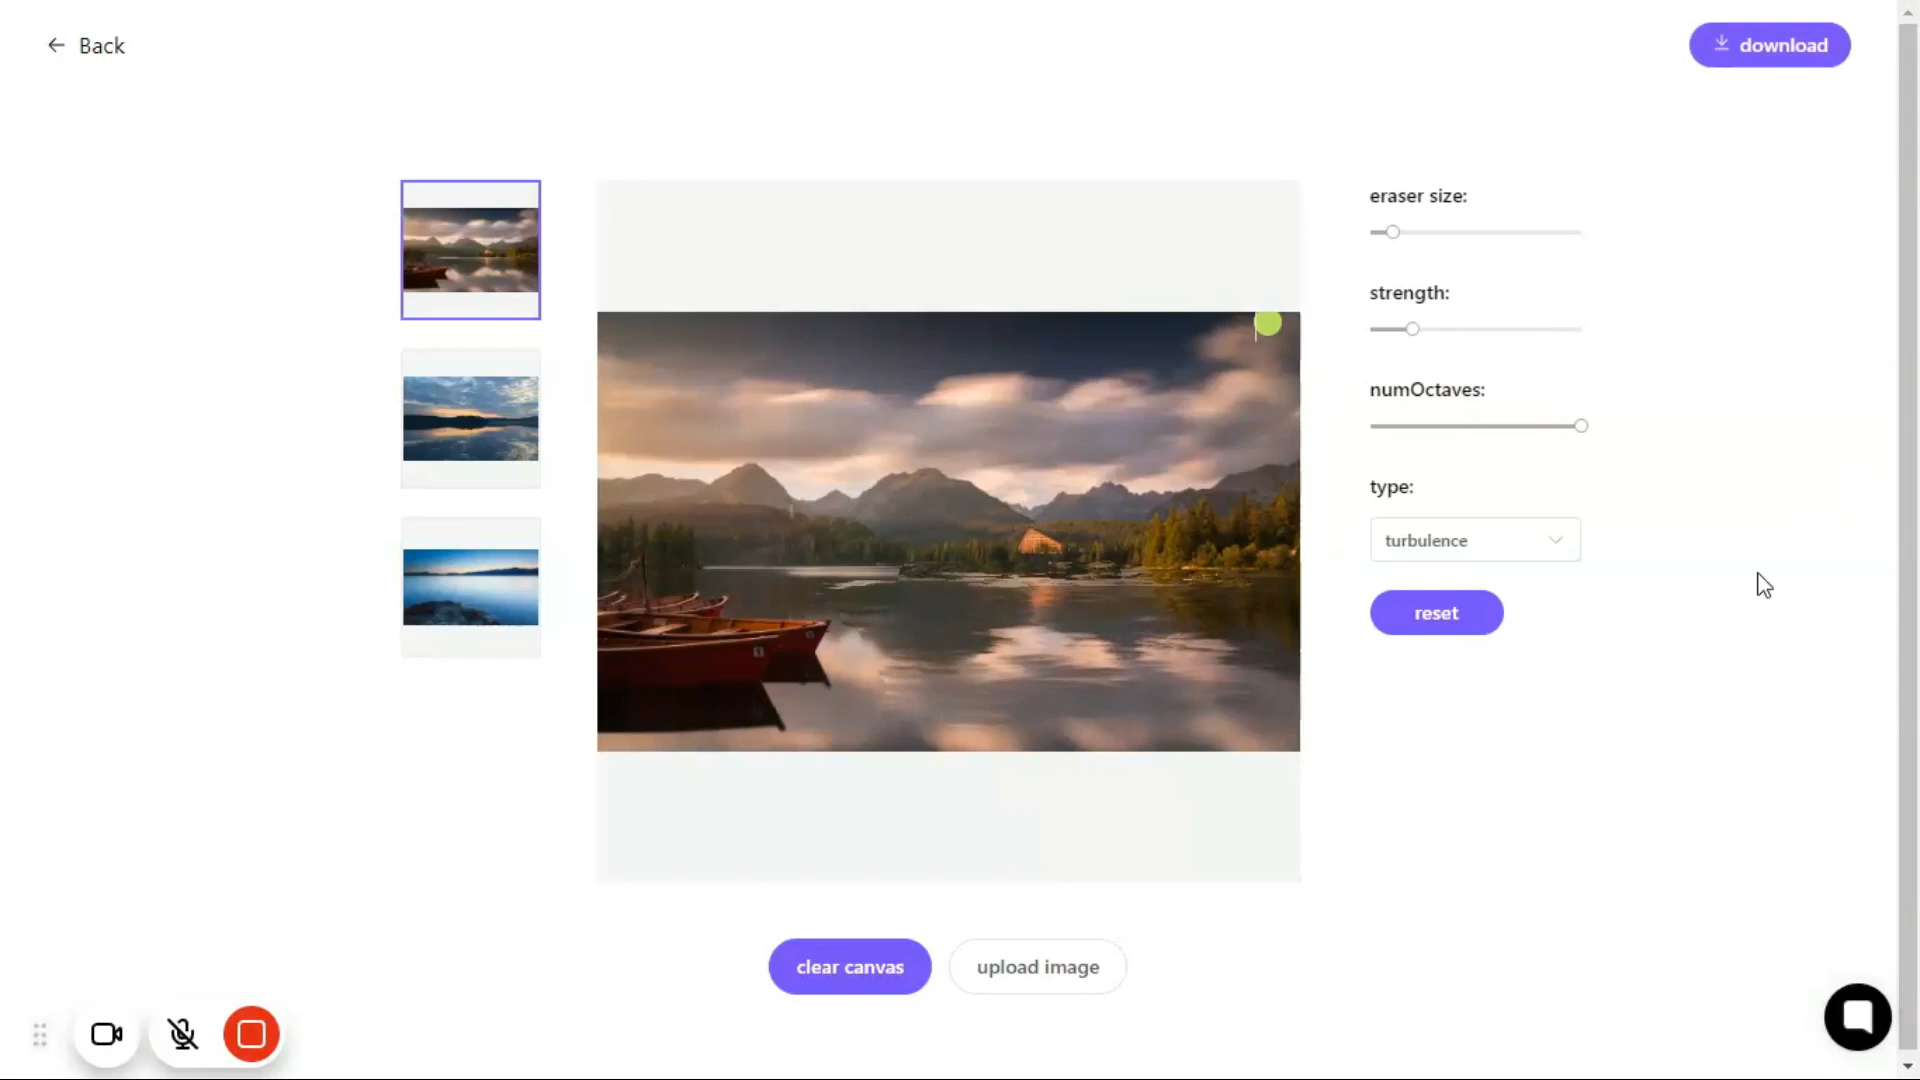 Back
download
eraser size:
strength:
numOctaves:
type:
turbulence
reset
clear canvas
upload image